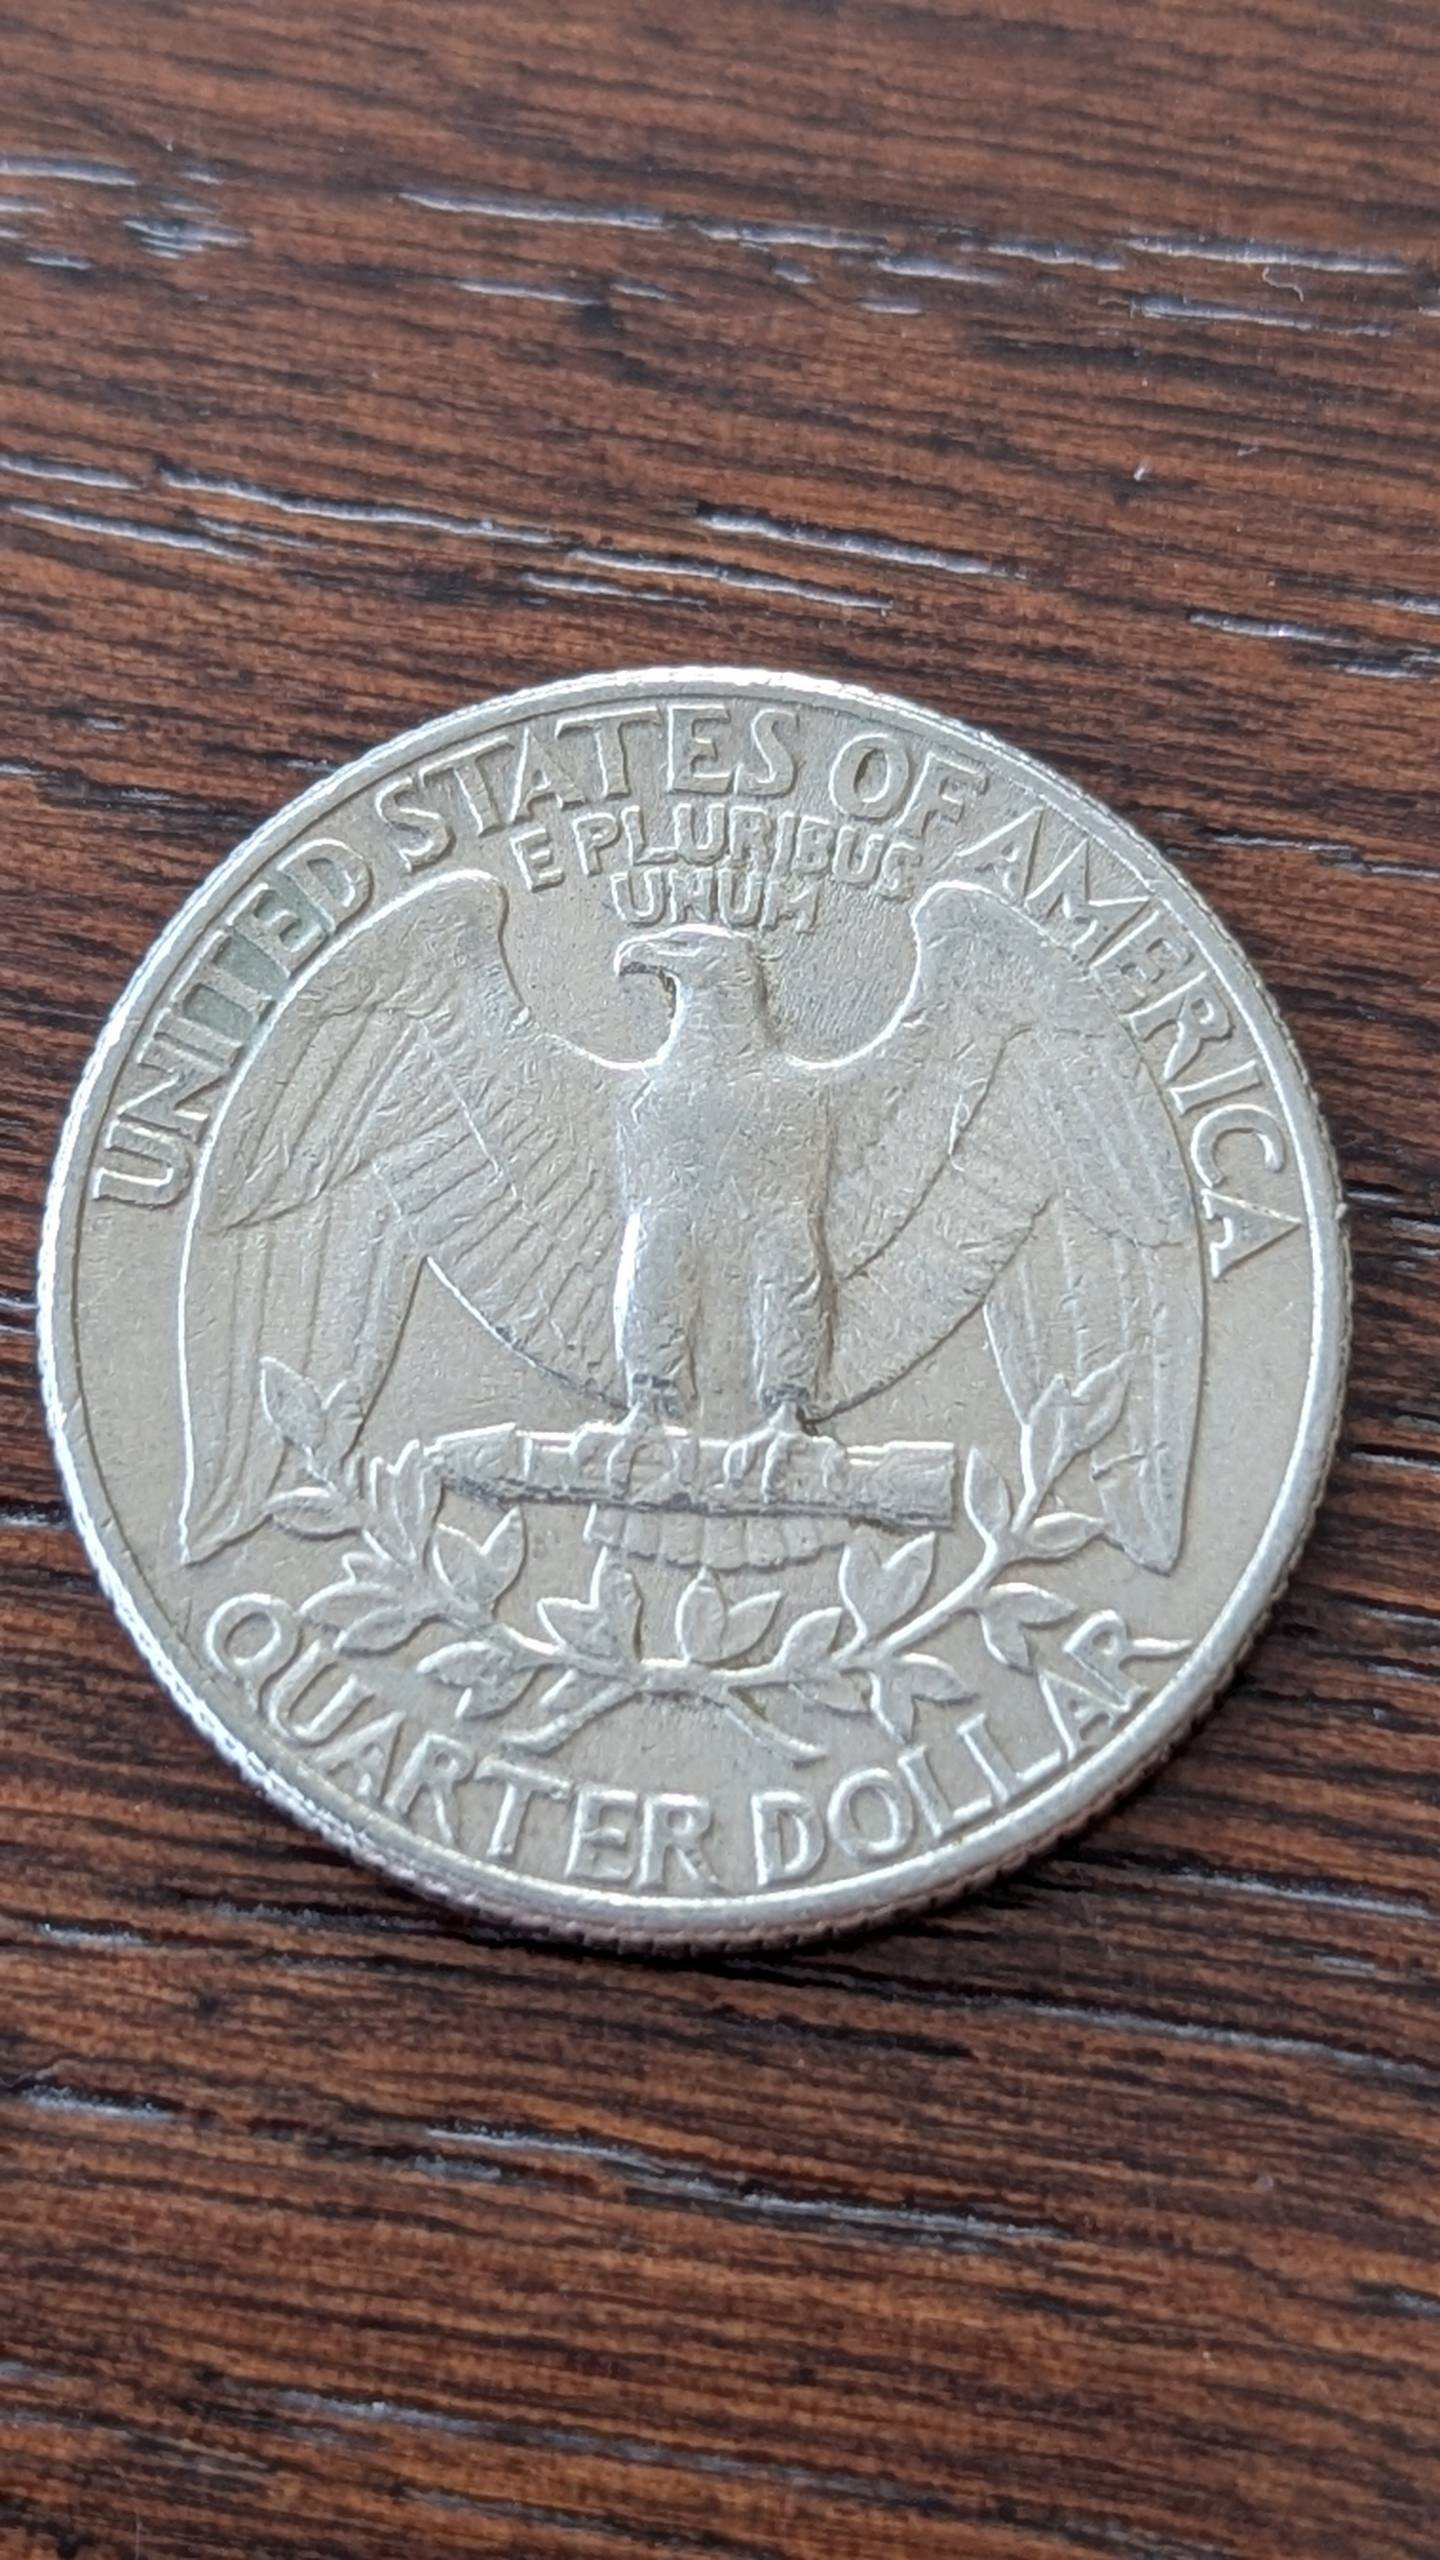 UNITED STATES OF AMERICA
E PLURIBUS
UNUM
QUARTER DOLLAR